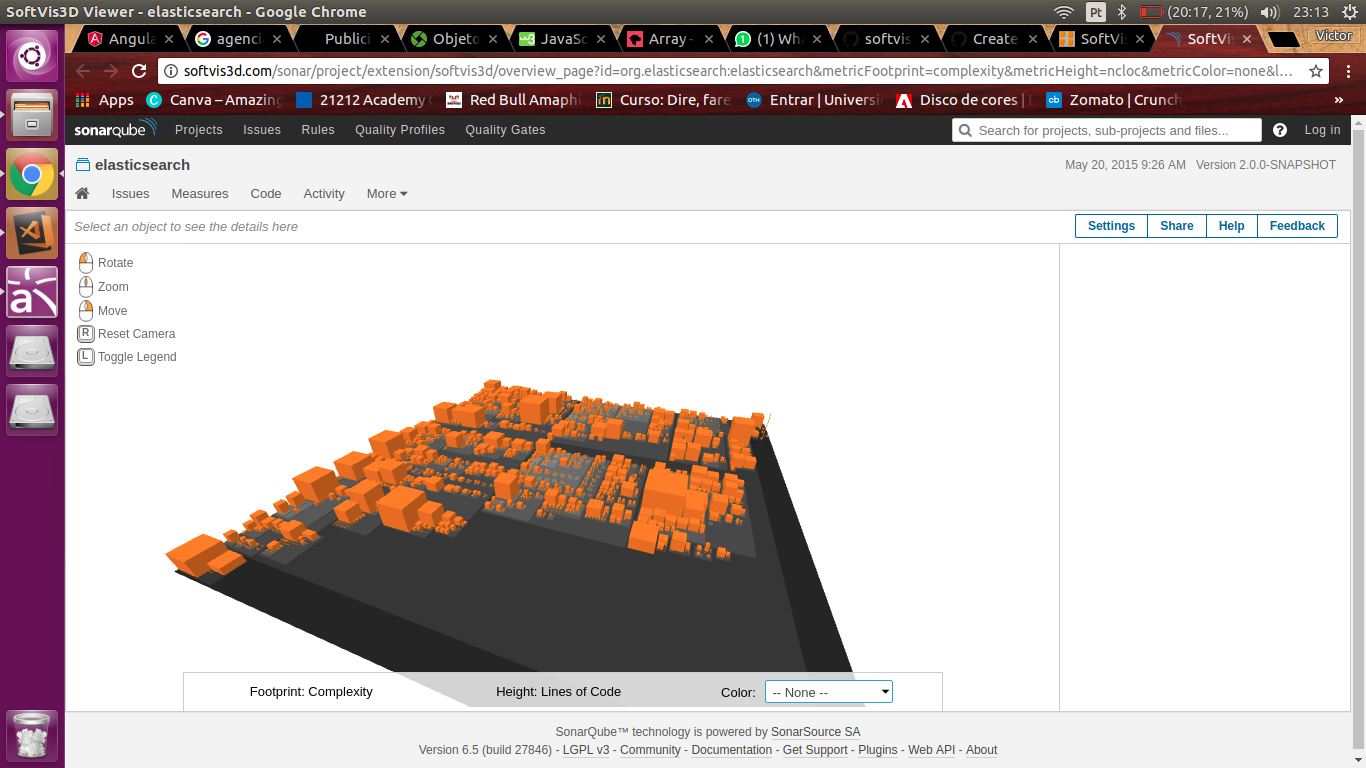 SoftVis3D Viewer - elasticsearch - Google Chrome
Pt (20:17, 21%) 23:13
Angula agencia Publici Objeto JavaSc Array - (1) Wha softvis Create SoftVis SoftVis Victor
softvis3d.com/sonar/project/extension/softvis3d/overview_page?id=org.elasticsearch:elasticsearch&metricFootprint=complexity&metricHeight=ncloc&metricColor=none&l...
Apps Canva – Amazing 21212 Academy Red Bull Amaphi Curso: Dire, fare Entrar | Universi Disco de cores | Zomato | Crunch »
sonarqube Projects Issues Rules Quality Profiles Quality Gates Search for projects, sub-projects and files... ? Log in
elasticsearch May 20, 2015 9:26 AM Version 2.0.0-SNAPSHOT
Issues Measures Code Activity More
Select an object to see the details here Settings Share Help Feedback
Rotate
Zoom
Move
R Reset Camera
L Toggle Legend
Footprint: Complexity Height: Lines of Code Color: -- None --
SonarQube™ technology is powered by SonarSource SA
Version 6.5 (build 27846) - LGPL v3 - Community - Documentation - Get Support - Plugins - Web API - About